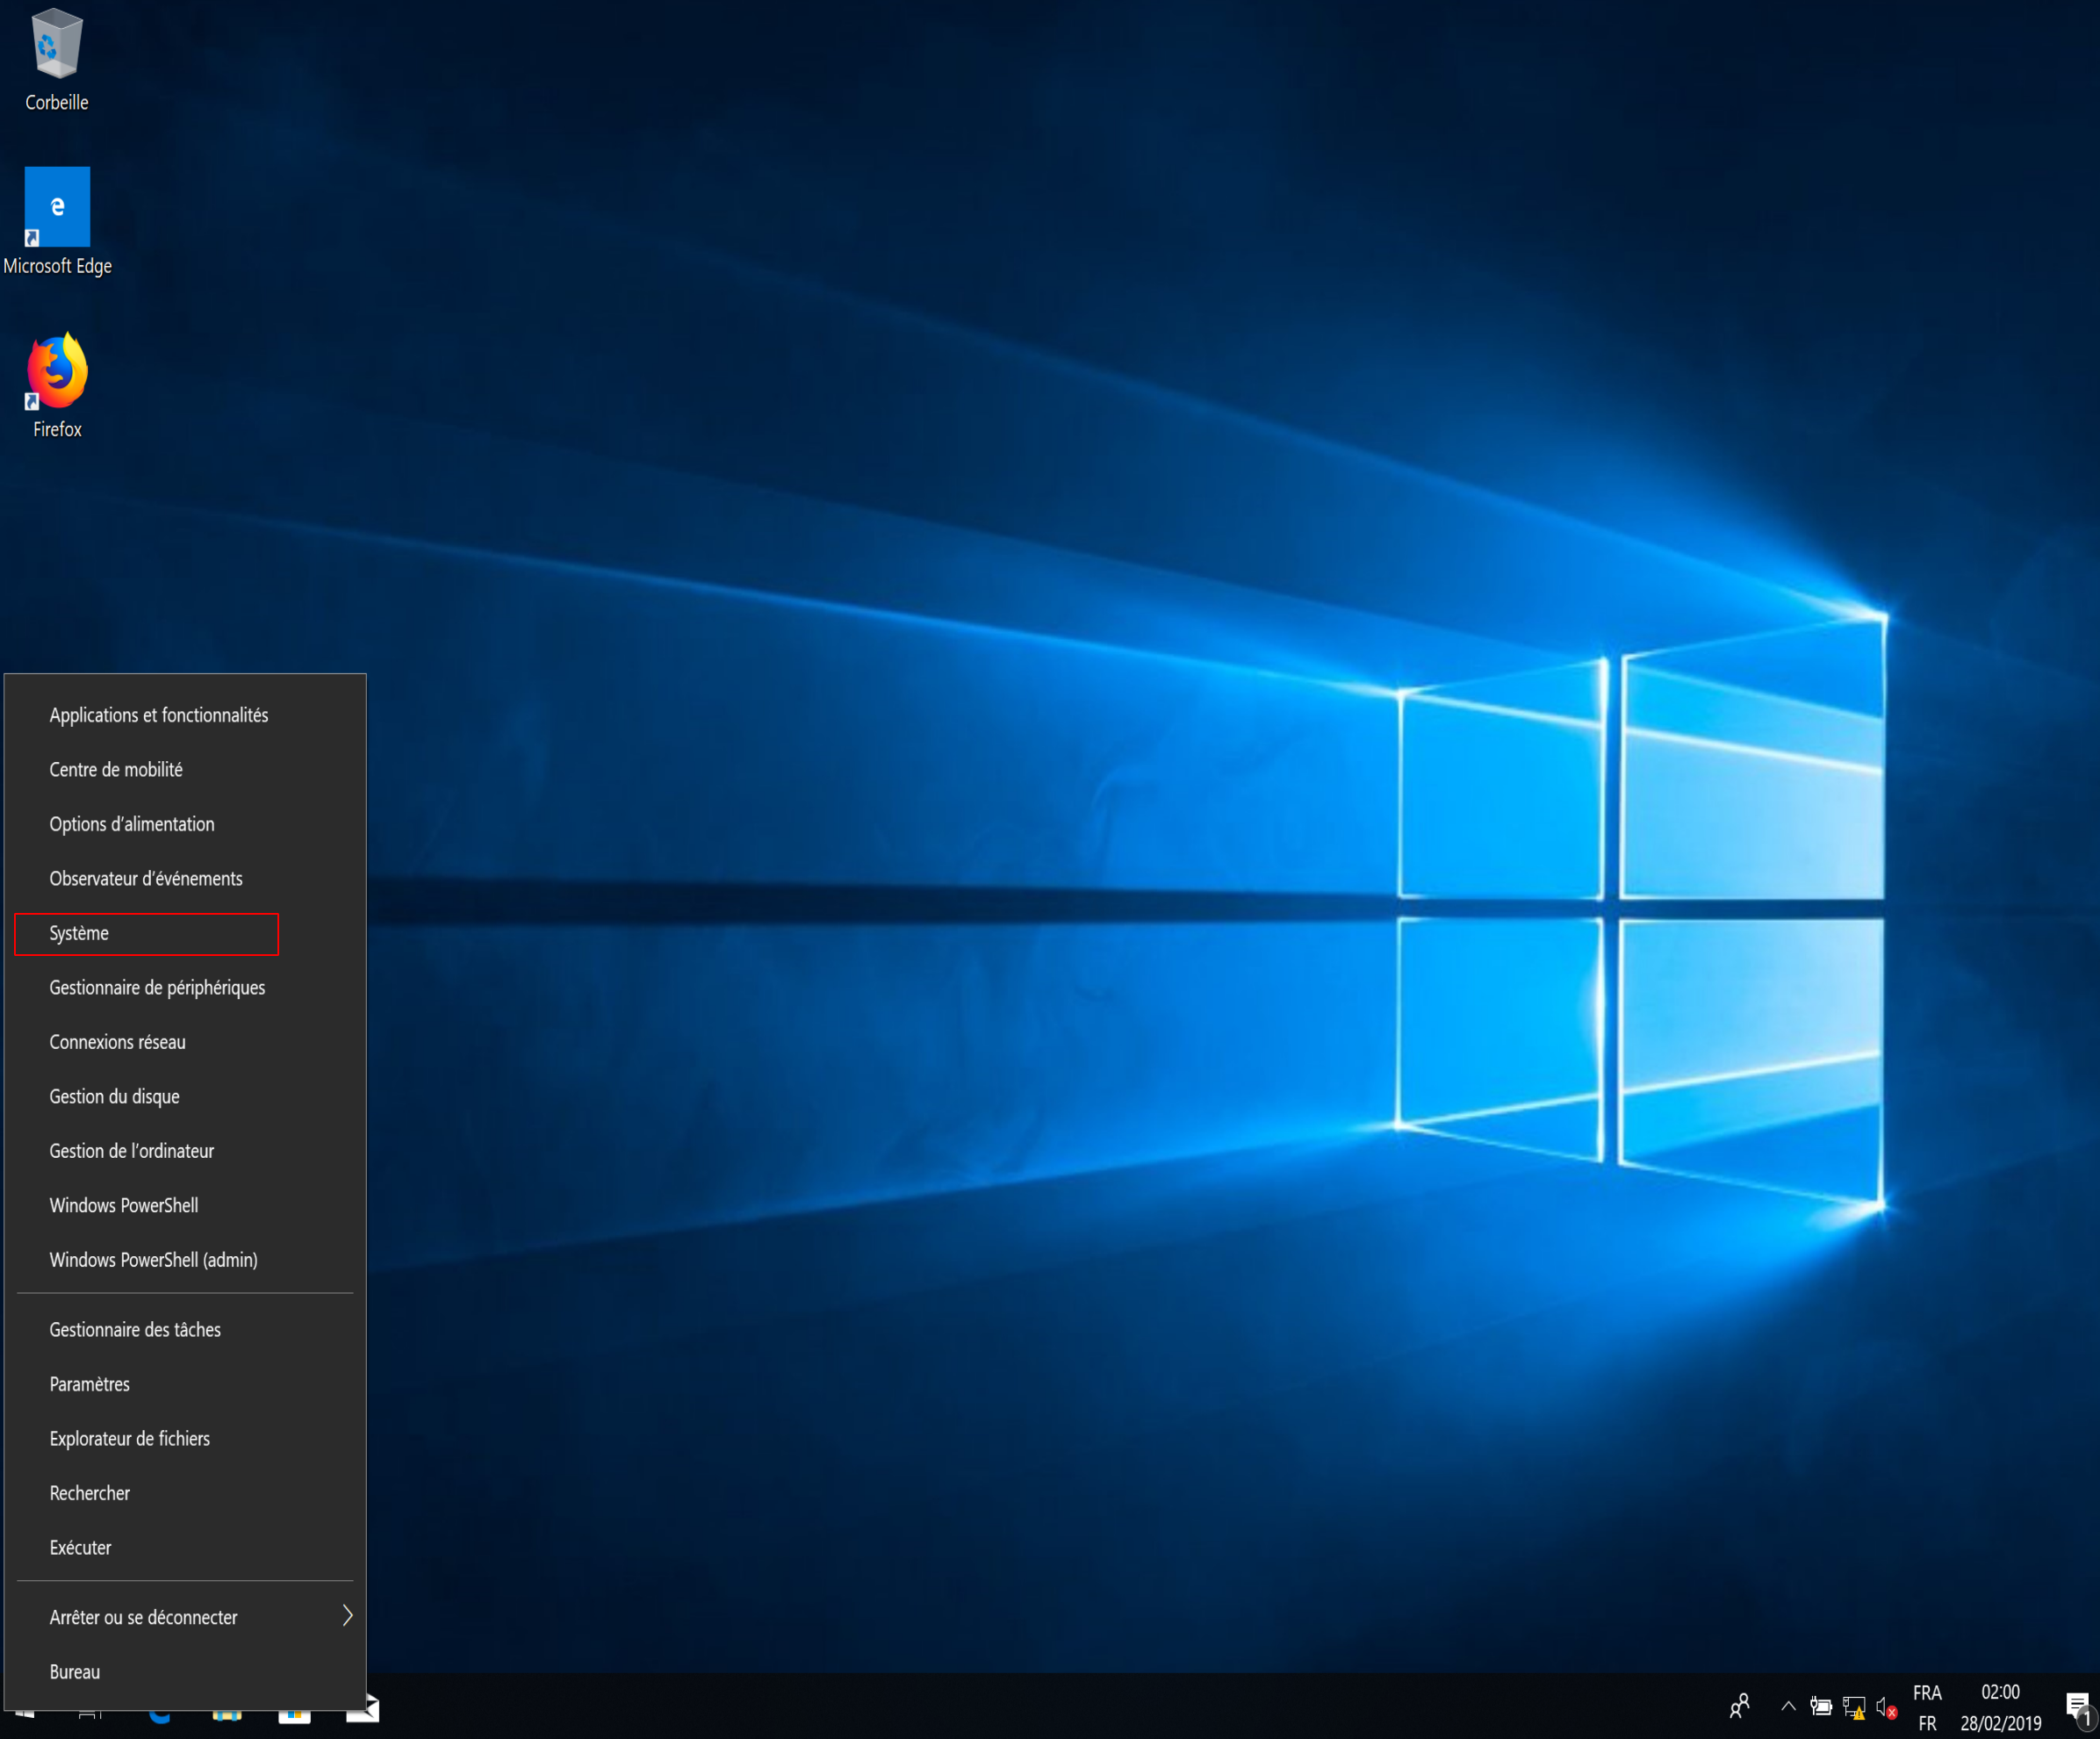 Corbeille
Microsoft Edge
Firefox
Applications et fonctionnalités
Centre de mobilité
Options d’alimentation
Observateur d’événements
Système
Gestionnaire de périphériques
Connexions réseau
Gestion du disque
Gestion de l’ordinateur
Windows PowerShell
Windows PowerShell (admin)
Gestionnaire des tâches
Paramètres
Explorateur de fichiers
Rechercher
Exécuter
Arrêter ou se déconnecter
Bureau
FRA
FR
02:00
28/02/2019
1